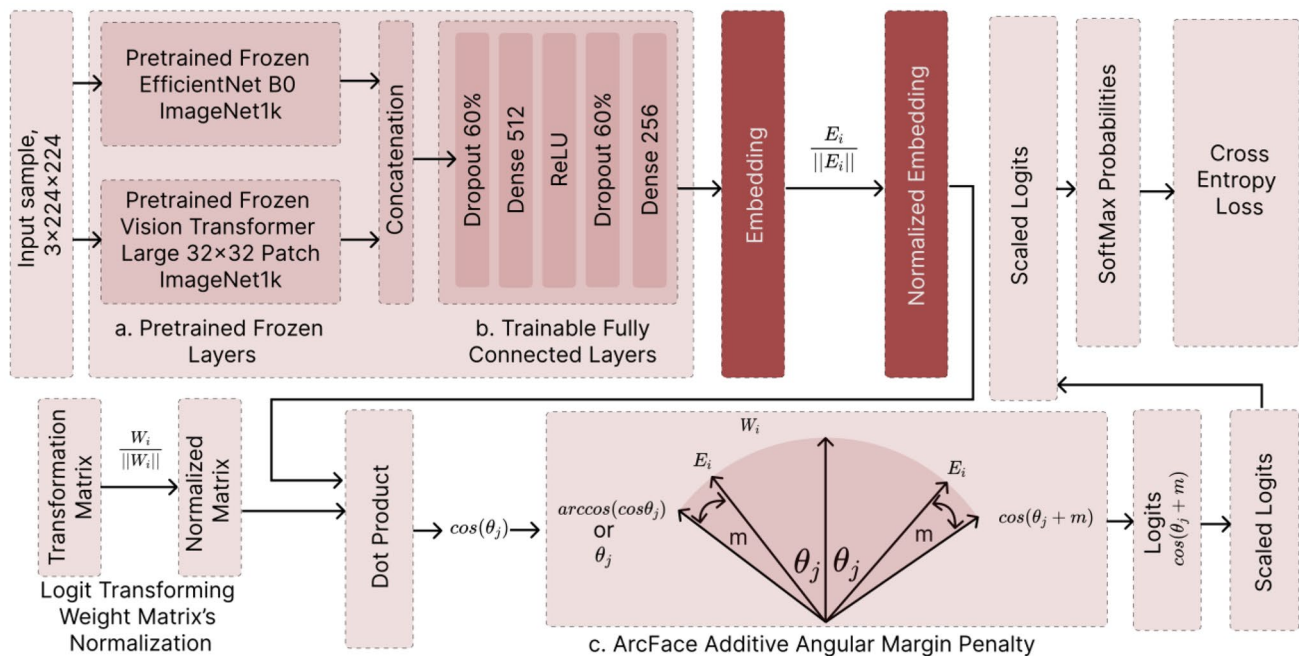 Input sample,
3×224×224
Pretrained Frozen
EfficientNet B0
ImageNet1k
Pretrained Frozen
Vision Transformer
Large 32×32 Patch
ImageNet1k
a. Pretrained Frozen
Layers
Concatenation
Dropout 60%
Dense 512
ReLU
Dropout 60%
Dense 256
b. Trainable Fully
Connected Layers
Embedding
E_i
||E_i||
Normalized Embedding
Scaled Logits
SoftMax Probabilities
Cross
Entropy
Loss
Transformation
Matrix
W_i
||W_i||
Normalized
Matrix
Logit Transforming
Weight Matrix's
Normalization
Dot Product
cos(θ_j)
arccos(cosθ_j)
or
θ_j
E_i
m
W_i
θ_j
θ_j
E_i
m
cos(θ_j + m)
c. ArcFace Additive Angular Margin Penalty
Logits
cos(θ_j + m)
Scaled Logits